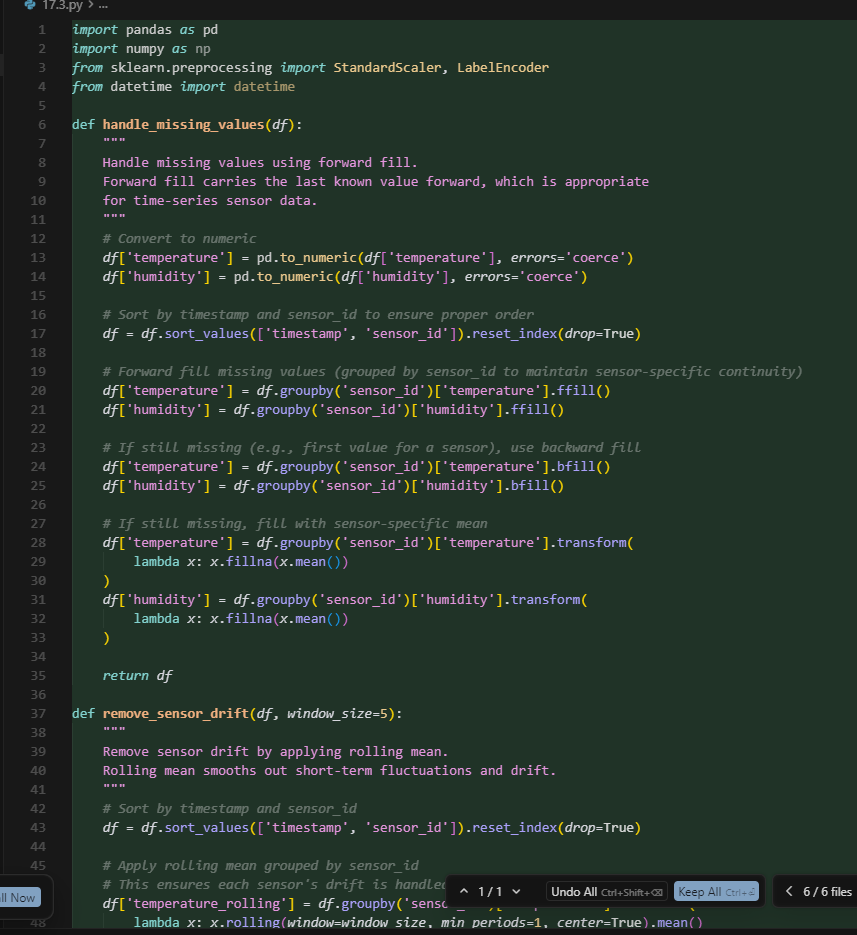 17.3.py > ...
1 import pandas as pd
2 import numpy as np
3 from sklearn.preprocessing import StandardScaler, LabelEncoder
4 from datetime import datetime
5
6 def handle_missing_values(df):
7     """
8     Handle missing values using forward fill.
9     Forward fill carries the last known value forward, which is appropriate
10     for time-series sensor data.
11     """
12     # Convert to numeric
13     df['temperature'] = pd.to_numeric(df['temperature'], errors='coerce')
14     df['humidity'] = pd.to_numeric(df['humidity'], errors='coerce')
15
16     # Sort by timestamp and sensor_id to ensure proper order
17     df = df.sort_values(['timestamp', 'sensor_id']).reset_index(drop=True)
18
19     # Forward fill missing values (grouped by sensor_id to maintain sensor-specific continuity)
20     df['temperature'] = df.groupby('sensor_id')['temperature'].ffill()
21     df['humidity'] = df.groupby('sensor_id')['humidity'].ffill()
22
23     # If still missing (e.g., first value for a sensor), use backward fill
24     df['temperature'] = df.groupby('sensor_id')['temperature'].bfill()
25     df['humidity'] = df.groupby('sensor_id')['humidity'].bfill()
26
27     # If still missing, fill with sensor-specific mean
28     df['temperature'] = df.groupby('sensor_id')['temperature'].transform(
29         lambda x: x.fillna(x.mean())
30     )
31     df['humidity'] = df.groupby('sensor_id')['humidity'].transform(
32         lambda x: x.fillna(x.mean())
33     )
34
35     return df
36
37 def remove_sensor_drift(df, window_size=5):
38     """
39     Remove sensor drift by applying rolling mean.
40     Rolling mean smooths out short-term fluctuations and drift.
41     """
42     # Sort by timestamp and sensor_id
43     df = df.sort_values(['timestamp', 'sensor_id']).reset_index(drop=True)
44
45     # Apply rolling mean grouped by sensor_id
# This ensures each sensor's drift is handled
df['temperature_rolling'] = df.groupby('senso
48         lambda x: x.rolling(window=window_size, min_periods=1, center=True).mean()
1 / 1 Undo All Ctrl+Shift+⌫ Keep All Ctrl+⏎ 6 / 6 files
ll Now